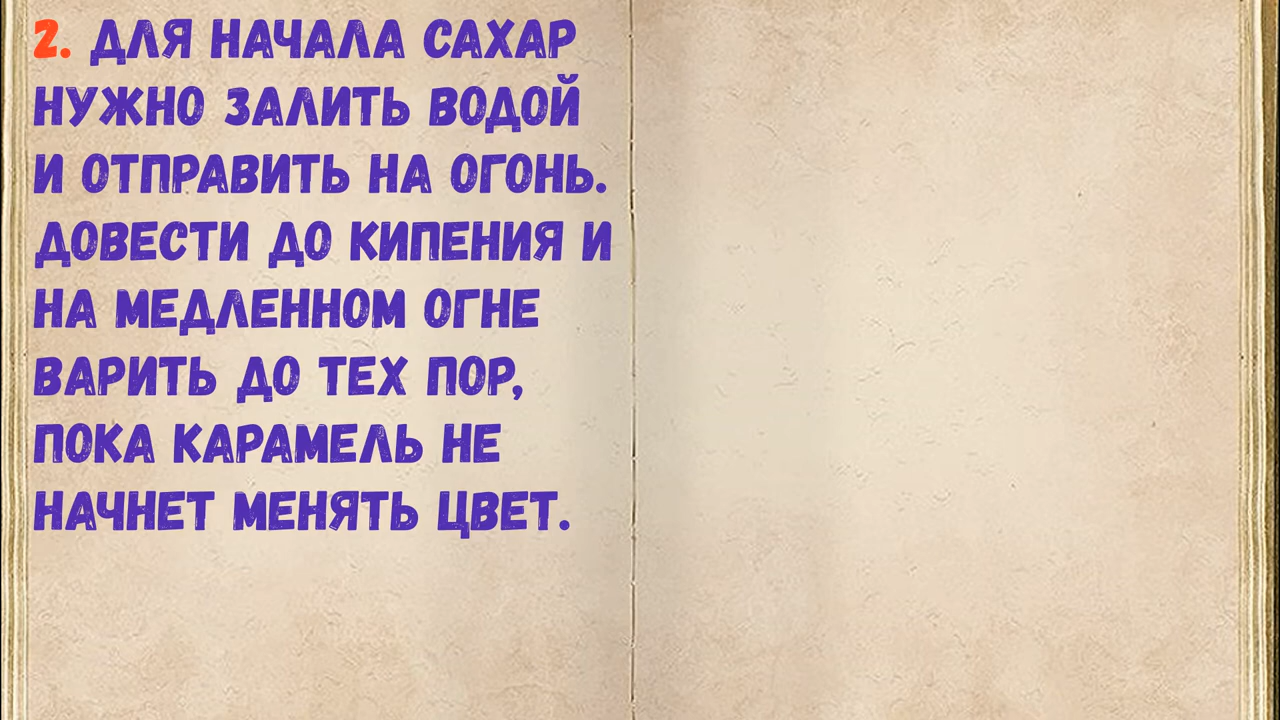 2. ДЛЯ НАЧАЛА САХАР
НУЖНО ЗАЛИТЬ ВОДОЙ
И ОТПРАВИТЬ НА ОГОНЬ.
ДОВЕСТИ ДО КИПЕНИЯ И
НА МЕДЛЕННОМ ОГНЕ
ВАРИТЬ ДО ТЕХ ПОР,
ПОКА КАРАМЕЛЬ НЕ
НАЧНЕТ МЕНЯТЬ ЦВЕТ.